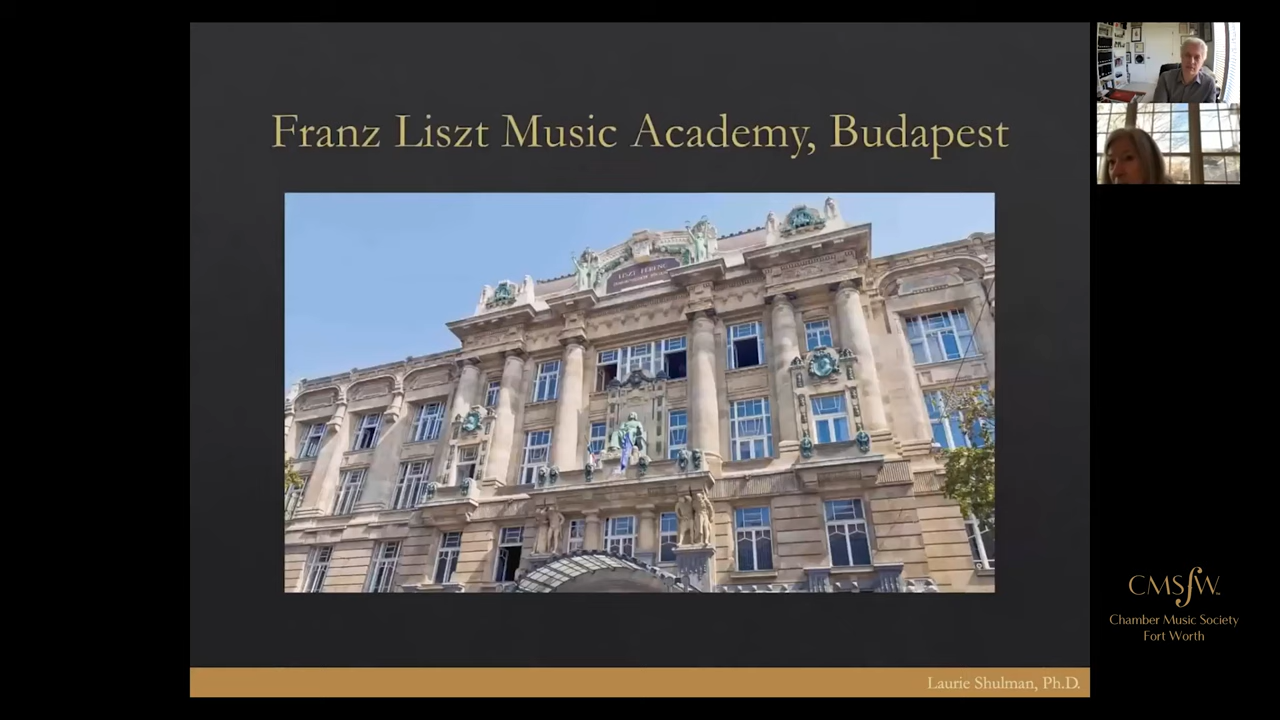 Franz Liszt Music Academy, Budapest
LISZT FERENC
CMSfW
Chamber Music Society
Fort Worth
Laurie Shulman, Ph.D.